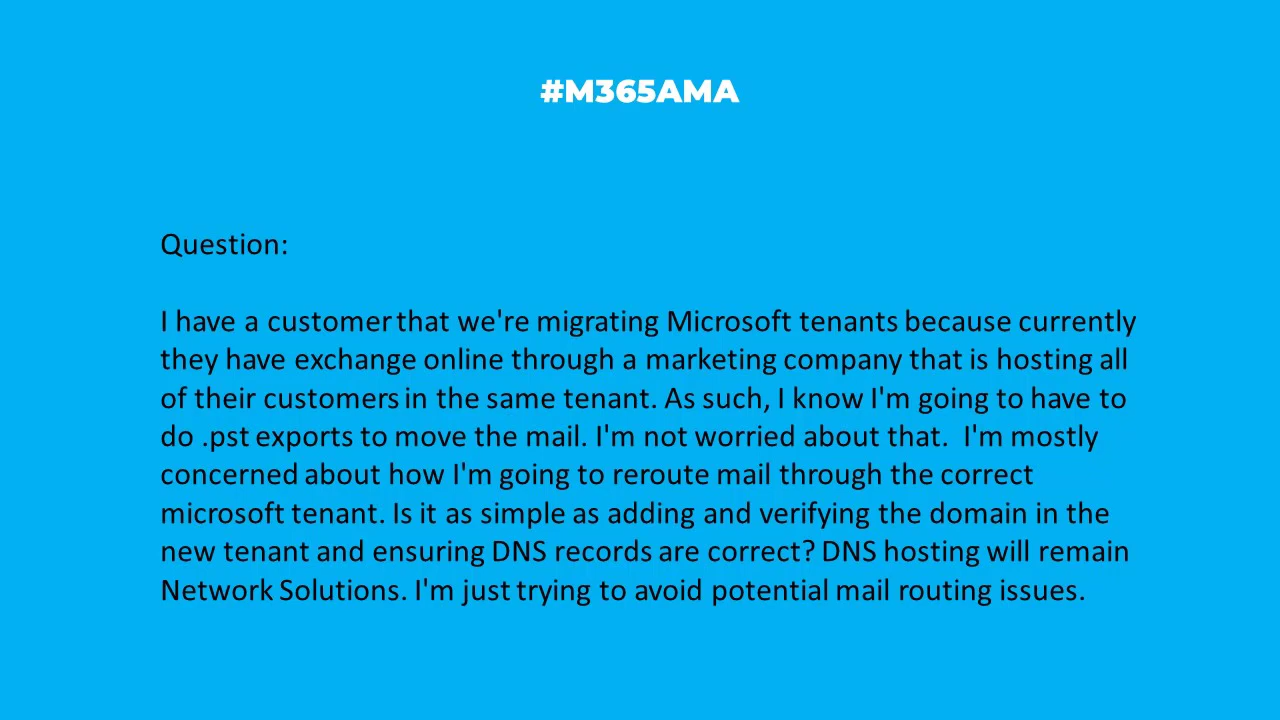 #M365AMA
Question:
I have a customer that we're migrating Microsoft tenants because currently
they have exchange online through a marketing company that is hosting all
of their customers in the same tenant. As such, I know I'm going to have to
do .pst exports to move the mail. I'm not worried about that.  I'm mostly
concerned about how I'm going to reroute mail through the correct
microsoft tenant. Is it as simple as adding and verifying the domain in the
new tenant and ensuring DNS records are correct? DNS hosting will remain
Network Solutions. I'm just trying to avoid potential mail routing issues.